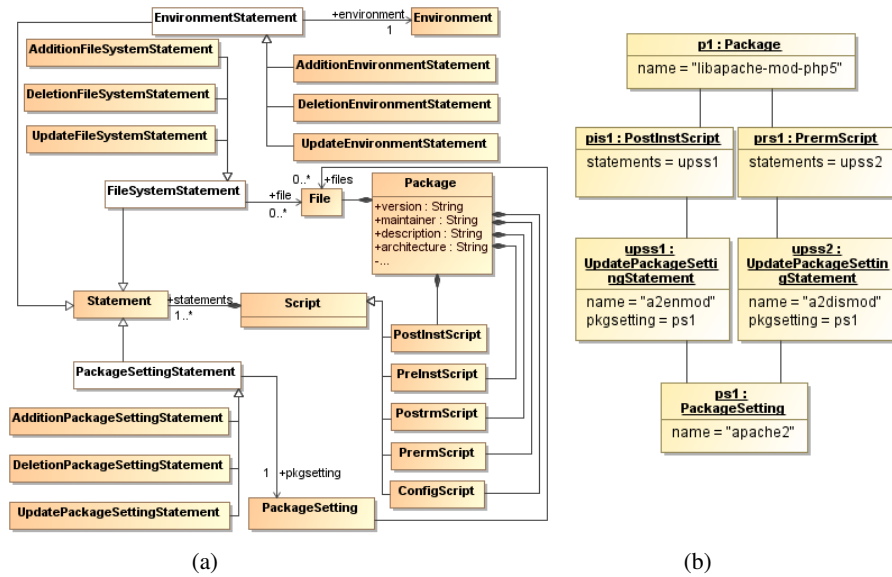 EnvironmentStatement
+environment
1
Environment
AdditionFileSystemStatement
DeletionFileSystemStatement
UpdateFileSystemStatement
AdditionEnvironmentStatement
DeletionEnvironmentStatement
UpdateEnvironmentStatement
FileSystemStatement
+file
0..*
File
0..*
+files
Package
+version : String
+maintainer : String
+description : String
+architecture : String
-...
Statement
+statements
1..*
Script
PostInstScript
PreInstScript
PostrmScript
PrermScript
ConfigScript
PackageSettingStatement
AdditionPackageSettingStatement
DeletionPackageSettingStatement
UpdatePackageSettingStatement
1
+pkgsetting
PackageSetting
(a)
p1 : Package
name = "libapache-mod-php5"
pis1 : PostInstScript
statements = upss1
prs1 : PrermScript
statements = upss2
upss1 :
UpdatePackageSetti
ngStatement
name = "a2enmod"
pkgsetting = ps1
upss2 :
UpdatePackageSettin
gStatement
name = "a2dismod"
pkgsetting = ps1
ps1 :
PackageSetting
name = "apache2"
(b)